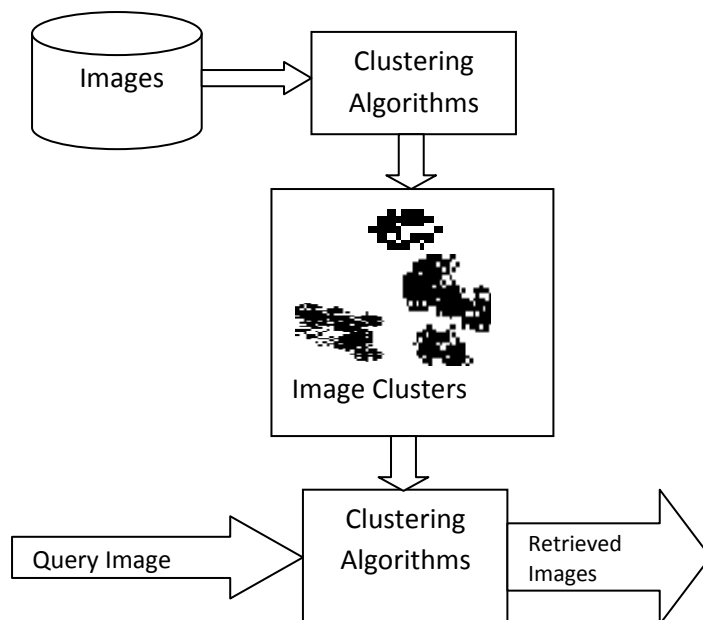 Images
Clustering
Algorithms
Image Clusters
Clustering
Algorithms
Query Image
Retrieved
Images